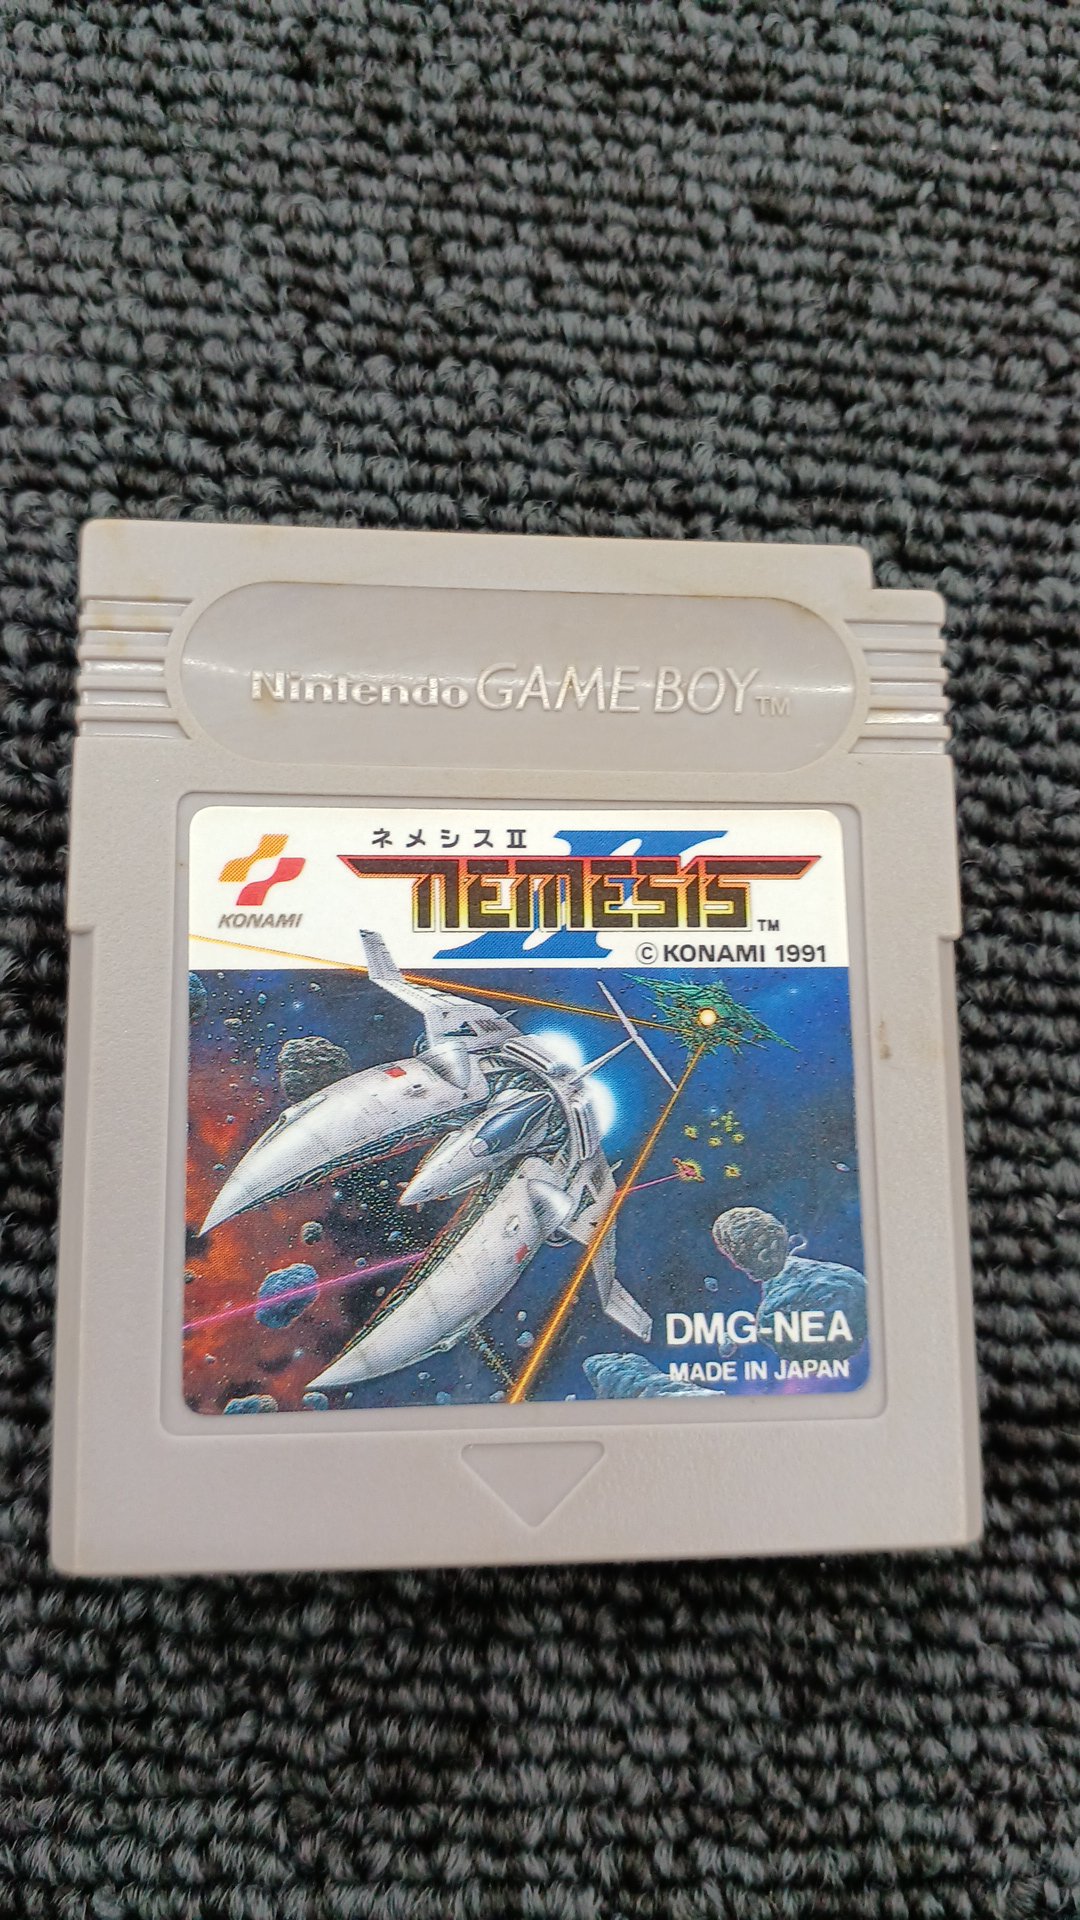 Nintendo GAME BOY™
KONAMI
ネメシスⅡ
NEMESIS II™
© KONAMI 1991
DMG-NEA
MADE IN JAPAN